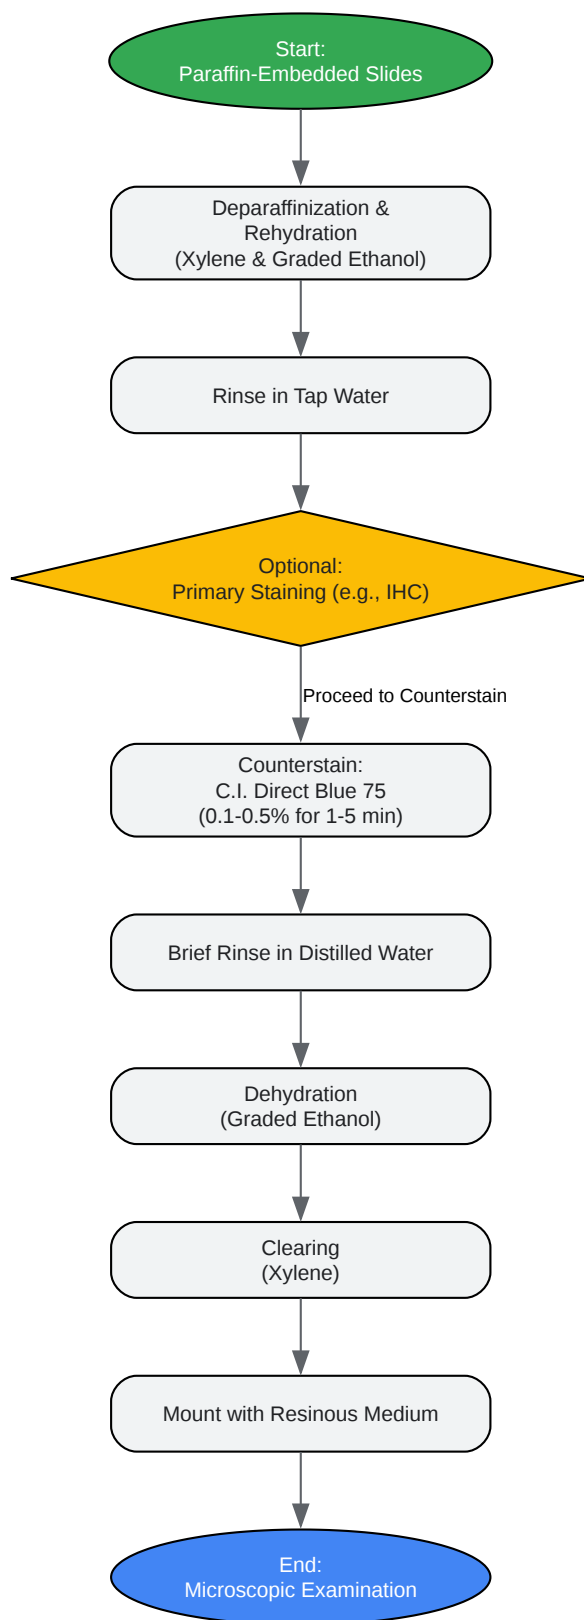 Start:
Paraffin-Embedded Slides
Deparaffinization &
Rehydration
(Xylene & Graded Ethanol)
Rinse in Tap Water
Optional:
Primary Staining (e.g., IHC)
Proceed to Counterstain
Counterstain:
C.I. Direct Blue 75
(0.1-0.5% for 1-5 min)
Brief Rinse in Distilled Water
Dehydration
(Graded Ethanol)
Clearing
(Xylene)
Mount with Resinous Medium
End:
Microscopic Examination